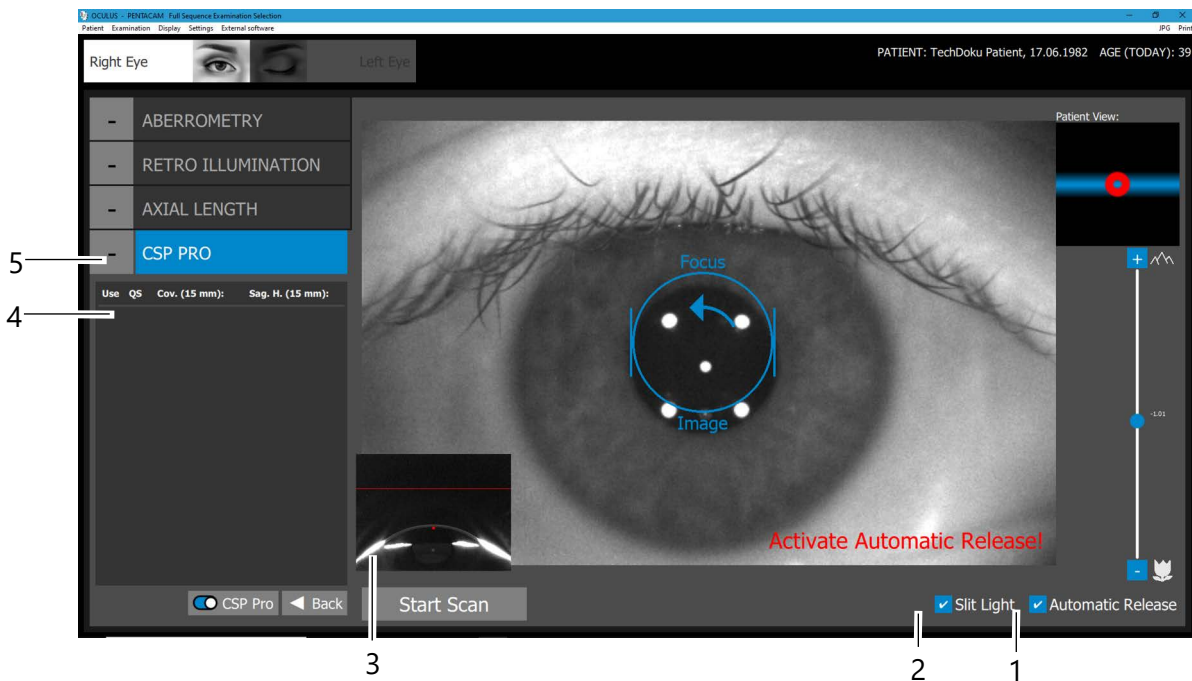 OCULUS - PENTACAM Full Sequence Examination Selection
Patient Examination Display Settings External software JPG Print
Right Eye
Left Eye
PATIENT: TechDoku Patient, 17.06.1982 AGE (TODAY): 39
- ABERROMETRY
- RETRO ILLUMINATION
- AXIAL LENGTH
- CSP PRO
Use QS Cov. (15 mm): Sag. H. (15 mm):
Patient View:
Focus
Image
+
-1.01
-
Activate Automatic Release!
CSP Pro
Back
Start Scan
Slit Light
Automatic Release
5
4
3
2
1